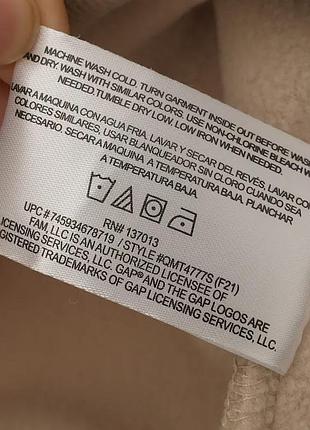 MACHINE WASH COLD. TURN GARMENT INSIDE OUT BEFORE WASH
AND DRY. WASH WITH SIMILAR COLORS. USE NON-CHLORINE BLEACH W
NEEDED. TUMBLE DRY LOW, LOW IRON WHEN NEEDED.
LAVAR A MAQUINA CON AGUA FRIA. LAVAR Y SECAR DEL REVÉS, LAVAR CON
COLORES SIMILARES, USAR BLANQUEADOR SIN CLORO CUANDO SEA
NECESARIO, SECAR A MAQUINA A TEMPERATURA BAJA, PLANCHAR
A TEMPERATURA BAJA.
RN# 137013
UPC # 745934678719 / STYLE #QMT4777S (F21)
FAM, LLC IS AN AUTHORIZED LICENSEE OF
LICENSING SERVICES, LLC. GAP® AND THE GAP LOGOS ARE
GISTERED TRADEMARKS OF GAP LICENSING SERVICES, LLC.